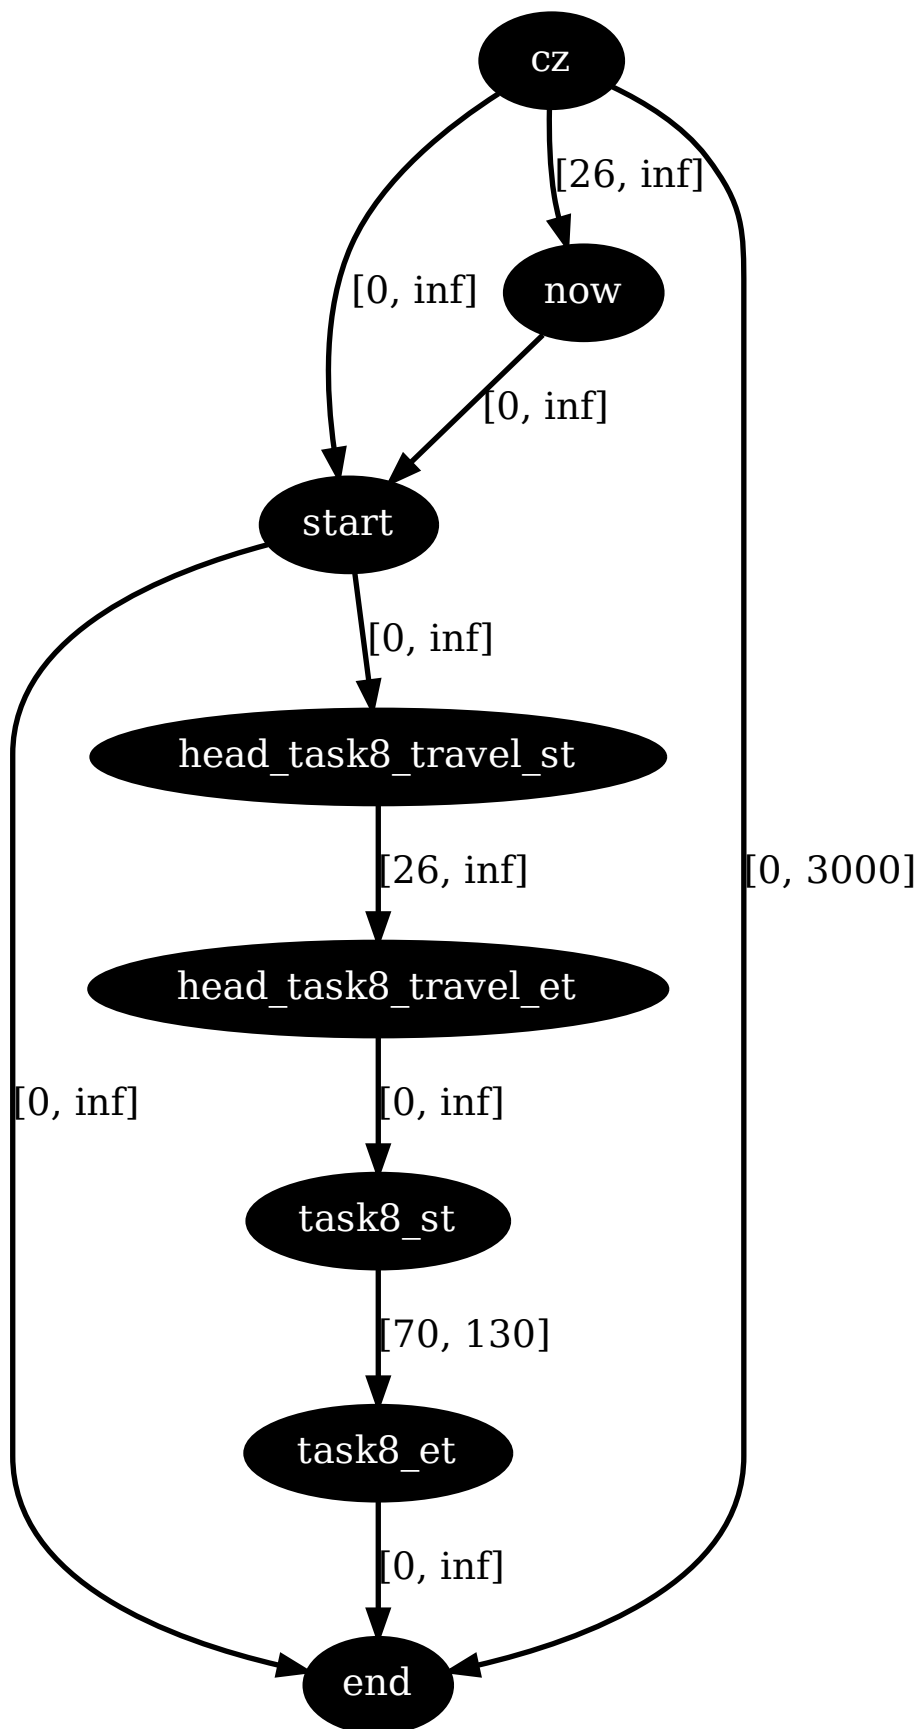 cz
[26, inf]
[0, inf]
now
[0, inf]
start
[0, inf]
head_task8_travel_st
[26, inf]
[0, 3000]
head_task8_travel_et
[0, inf]
[0, inf]
task8_st
[70, 130]
task8_et
[0, inf]
end